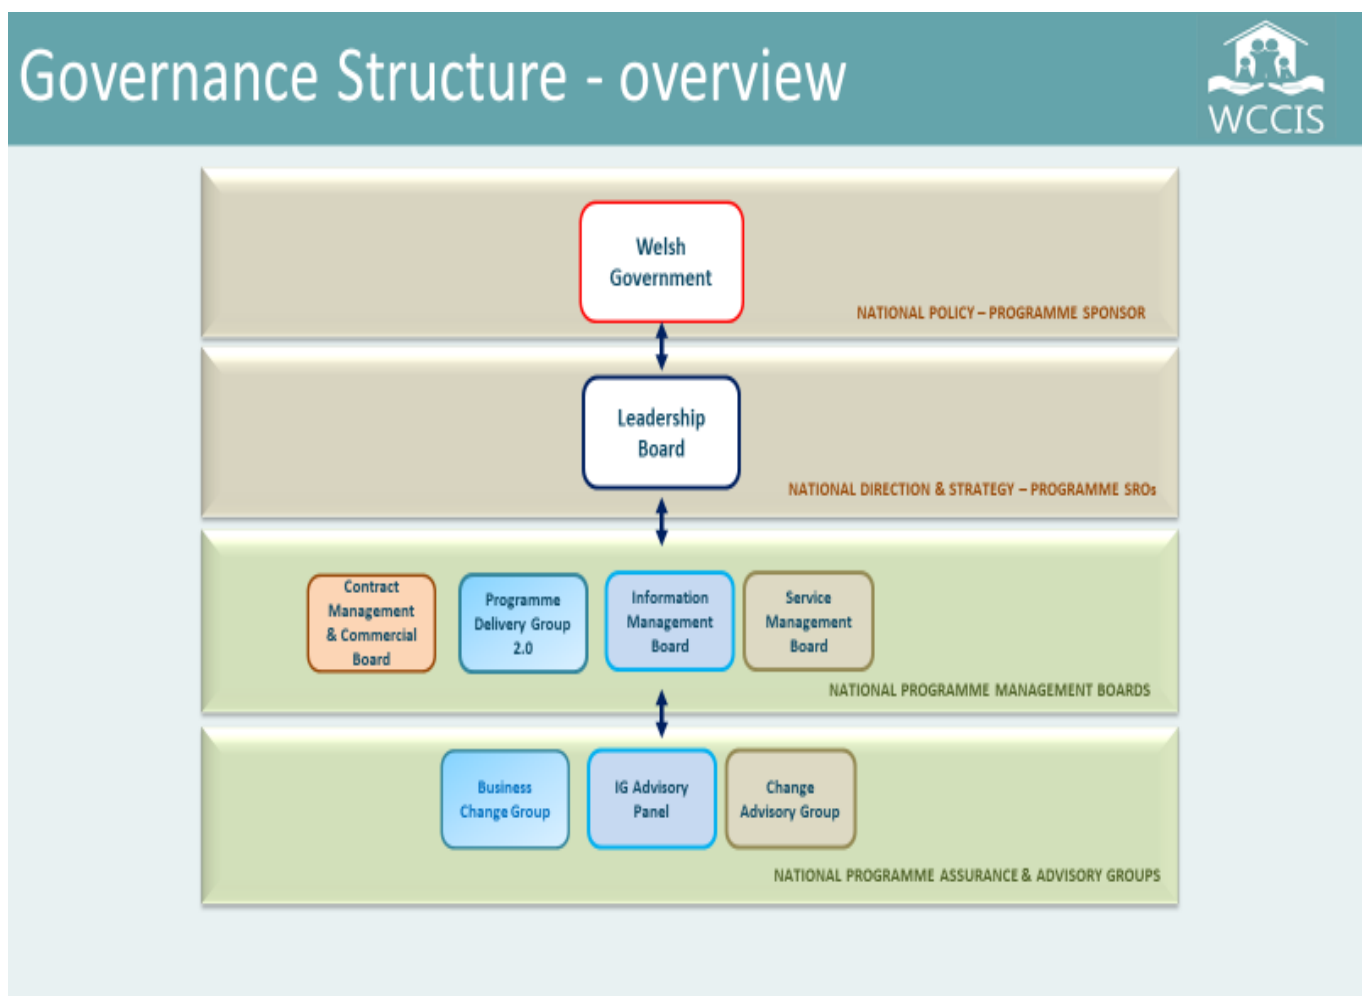 Governance Structure - overview
WCCIS
Welsh
Government
NATIONAL POLICY – PROGRAMME SPONSOR
Leadership
Board
NATIONAL DIRECTION & STRATEGY – PROGRAMME SROs
Contract
Management
& Commercial
Board
Programme
Delivery Group
2.0
Information
Management
Board
Service
Management
Board
NATIONAL PROGRAMME MANAGEMENT BOARDS
Business
Change Group
IG Advisory
Panel
Change
Advisory Group
NATIONAL PROGRAMME ASSURANCE & ADVISORY GROUPS